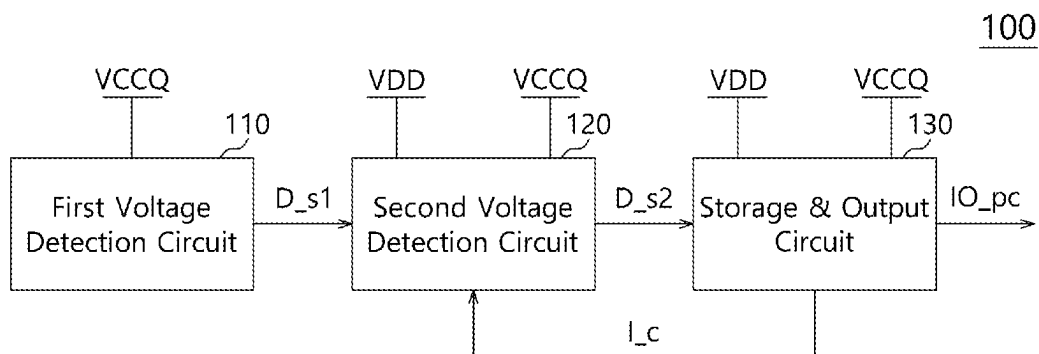 100
VCCQ
VDD
VCCQ
VDD
VCCQ
110
120
130
First Voltage
Detection Circuit
D_s1
Second Voltage
Detection Circuit
D_s2
Storage & Output
Circuit
IO_pc
I_c